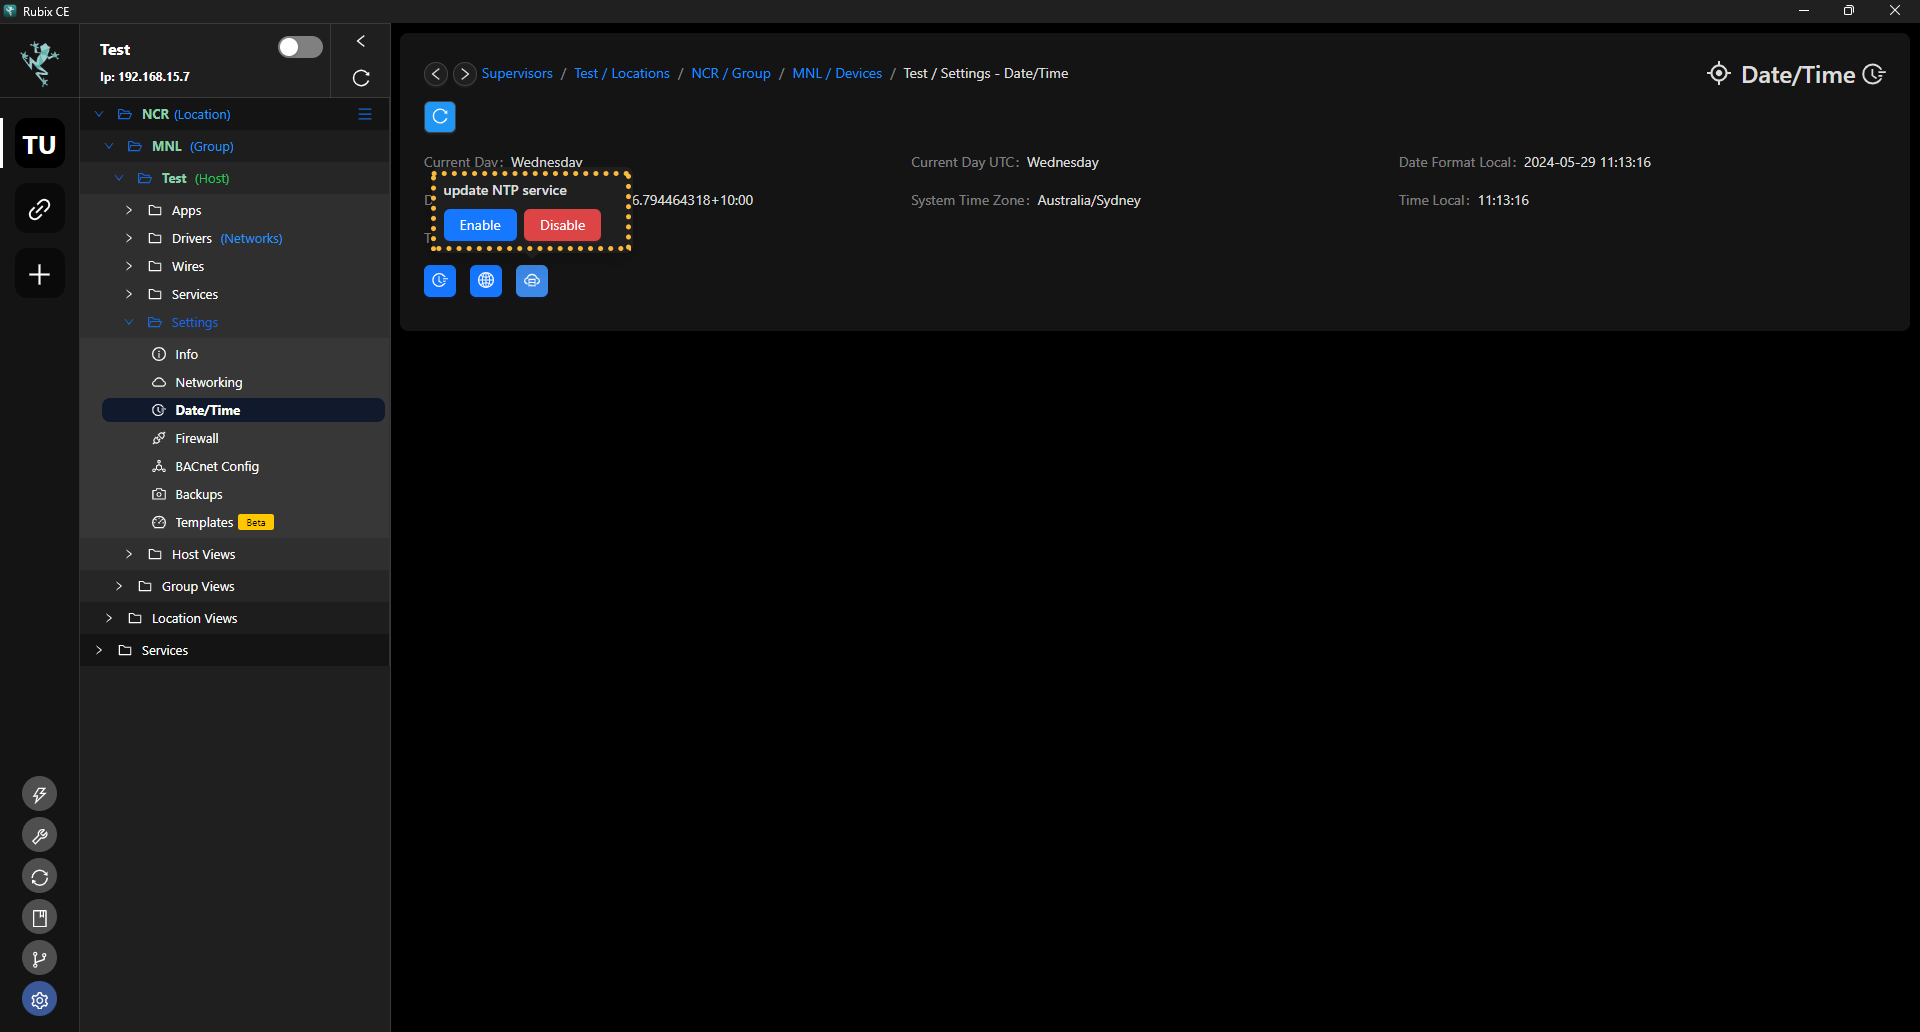 Rubix CE
Test
Ip: 192.168.15.7
TU
NCR (Location)
MNL (Group)
Test (Host)
Apps
Drivers (Networks)
Wires
Services
Settings
Info
Networking
Date/Time
Firewall
BACnet Config
Backups
Templates Beta
Host Views
Group Views
Location Views
Services
Supervisors / Test / Locations / NCR / Group / MNL / Devices / Test / Settings - Date/Time
Date/Time
Current Day: Wednesday
Current Day UTC: Wednesday
Date Format Local: 2024-05-29 11:13:16
update NTP service
Enable
Disable
6.794464318+10:00
System Time Zone: Australia/Sydney
Time Local: 11:13:16